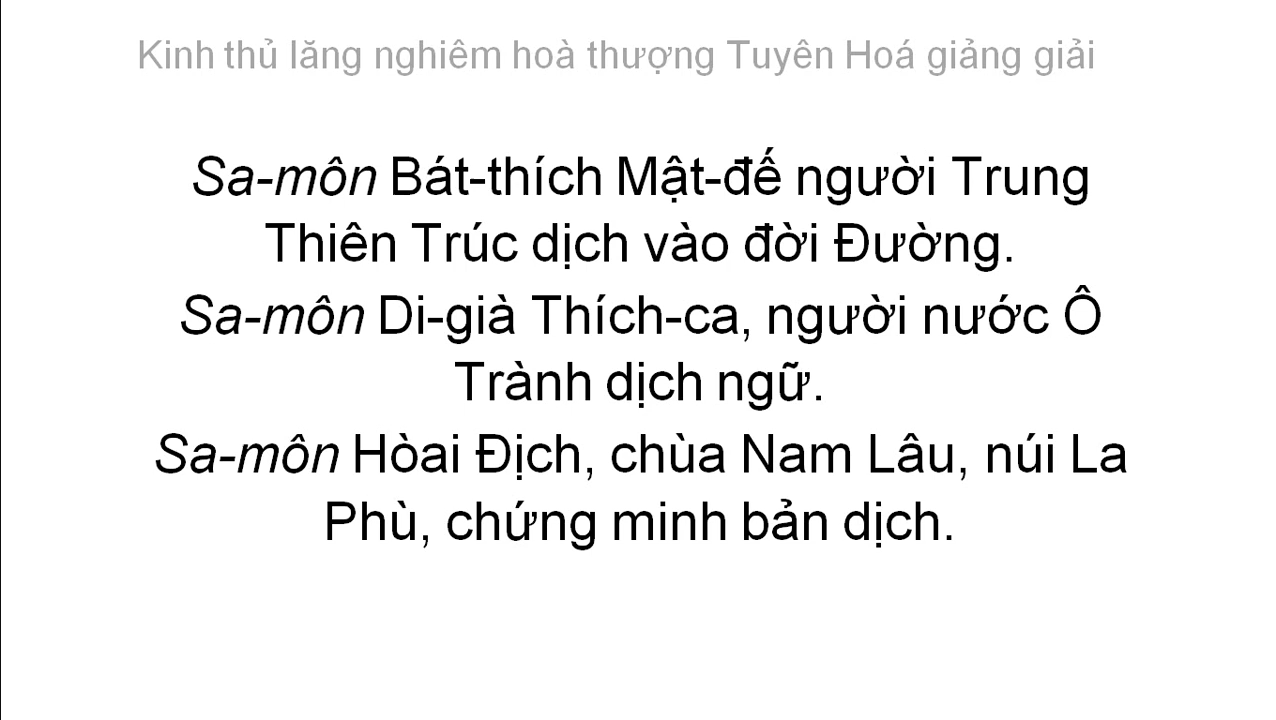 Kinh thủ lăng nghiêm hoà thượng Tuyên Hoá giảng giải
Sa-môn Bát-thích Mật-đế người Trung
Thiên Trúc dịch vào đời Đường.
Sa-môn Di-già Thích-ca, người nước Ô
Trành dịch ngữ.
Sa-môn Hòai Địch, chùa Nam Lâu, núi La
Phù, chứng minh bản dịch.